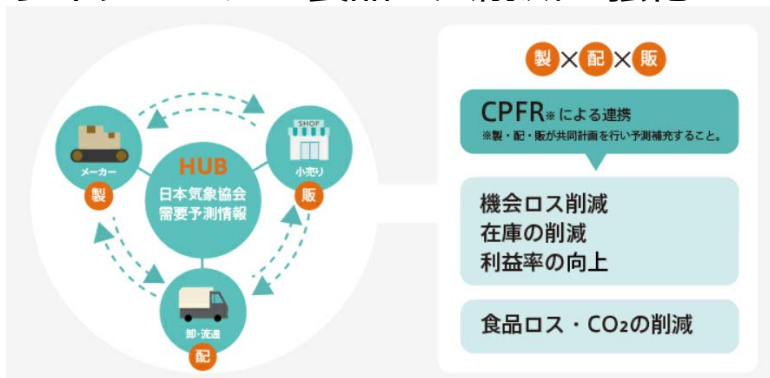 製×配×販
CPFR※による連携
※製・配・販が共同計画を行い予測補充すること。
SHOP
メーカー
製
小売り
販
HUB
日本気象協会
需要予測情報
卸・流通
配
機会ロス削減
在庫の削減
利益率の向上
食品ロス・CO₂の削減